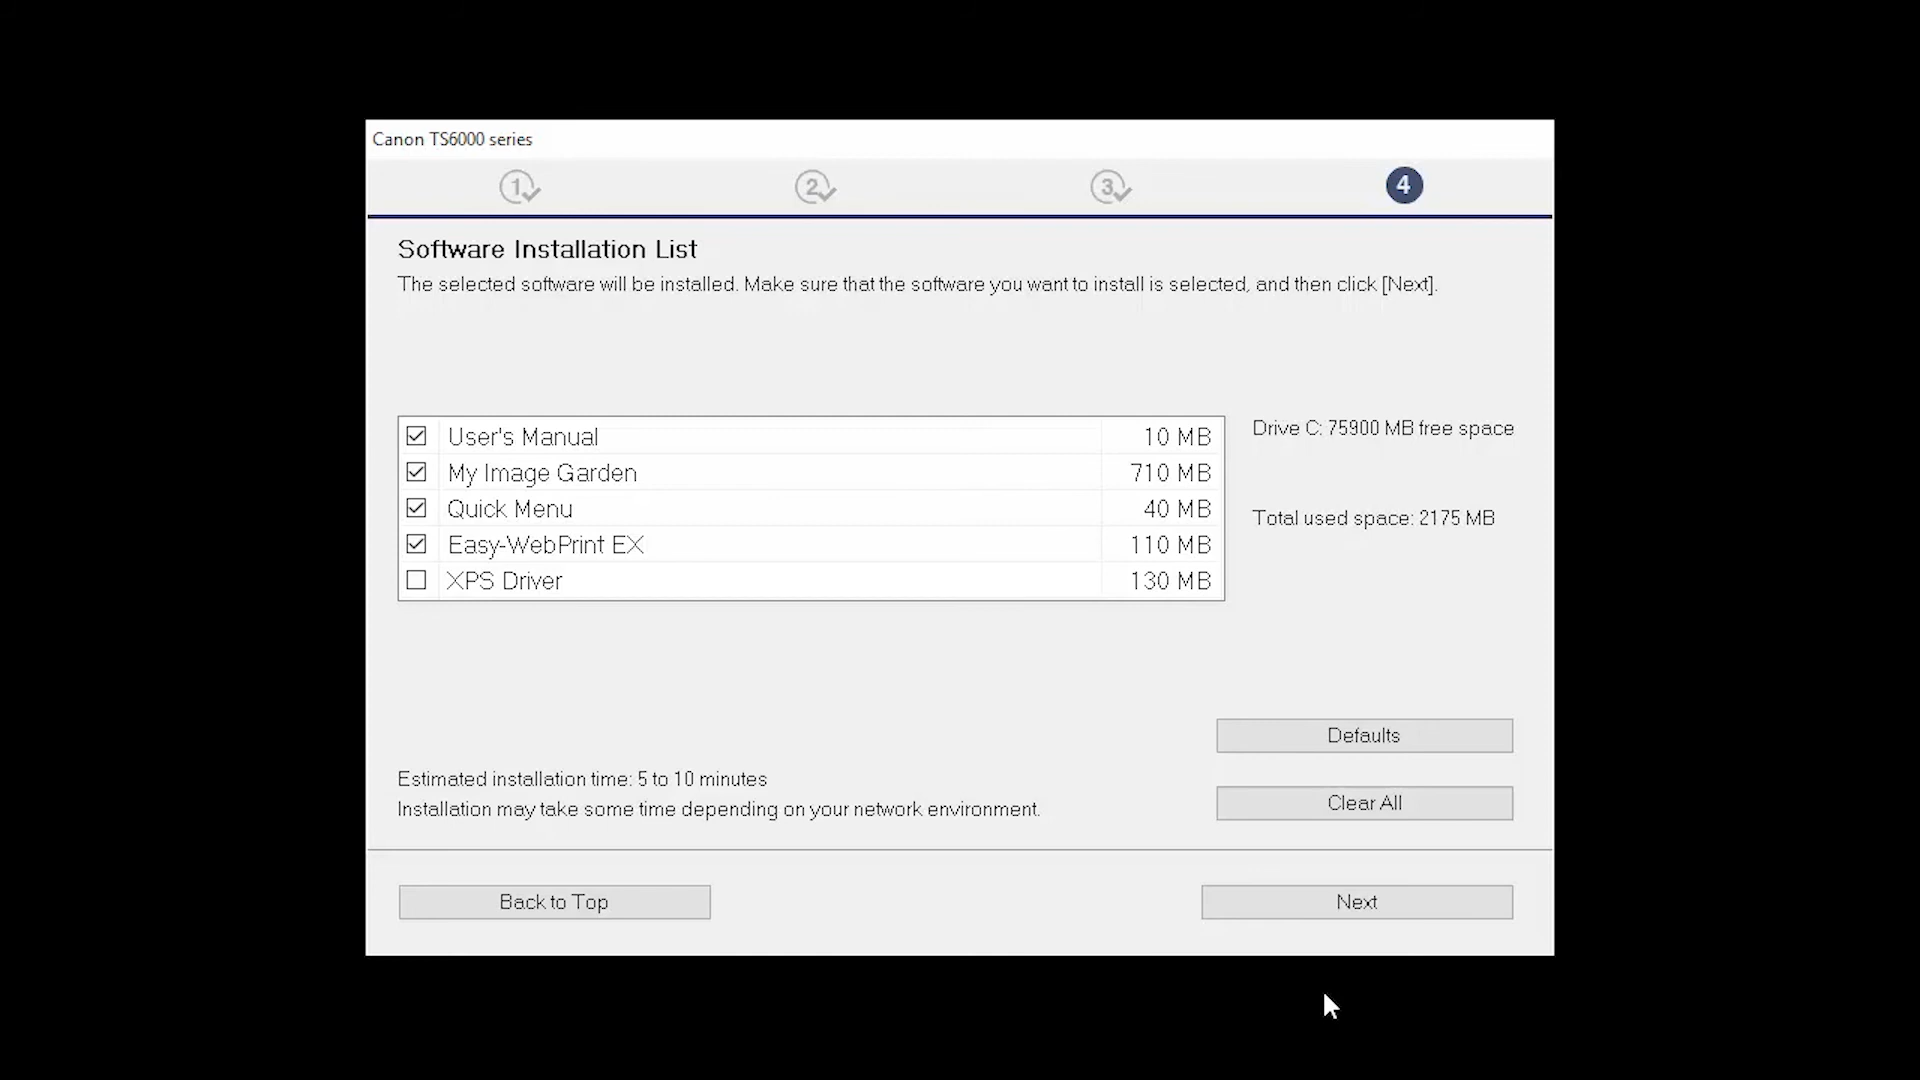 Canon TS6000 series
1
2
3
4
Software Installation List
The selected software will be installed. Make sure that the software you want to install is selected, and then click [Next].
User's Manual 10 MB
My Image Garden 710 MB
Quick Menu 40 MB
Easy-WebPrint EX 110 MB
XPS Driver 130 MB
Drive C: 75900 MB free space
Total used space: 2175 MB
Defaults
Clear All
Estimated installation time: 5 to 10 minutes
Installation may take some time depending on your network environment.
Back to Top
Next